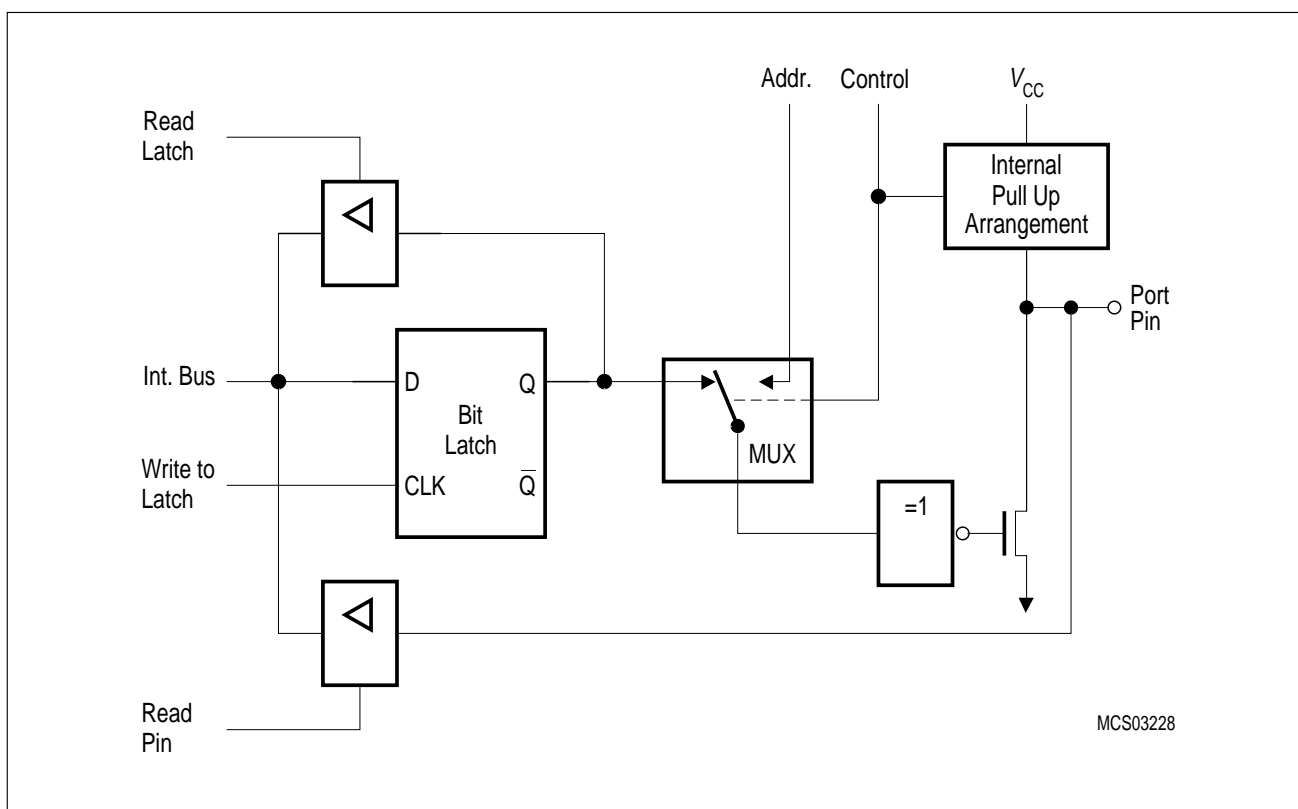 Addr.
Control
VCC
Read
Latch
Internal
Pull Up
Arrangement
Port
Pin
Int. Bus
D
Q
Bit
Latch
MUX
Write to
Latch
CLK
Q̅
=1
Read
Pin
MCS03228